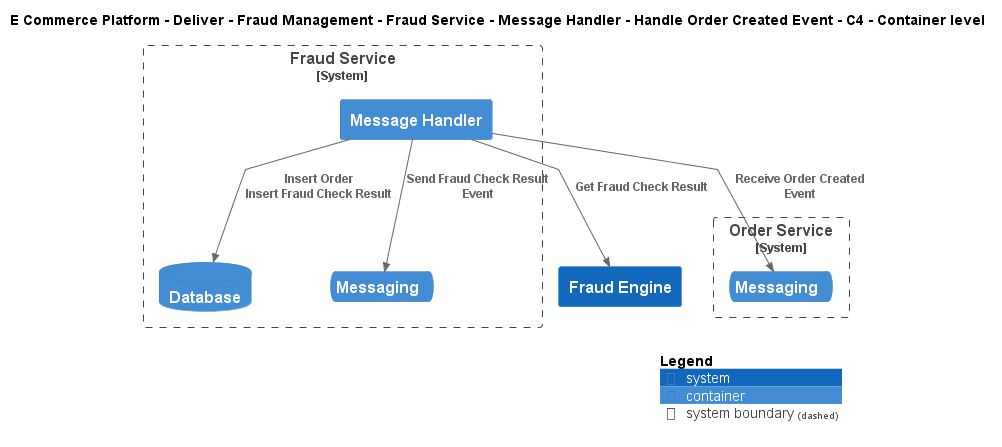 E Commerce Platform - Deliver - Fraud Management - Fraud Service - Message Handler - Handle Order Created Event - C4 - Container level
Fraud Service
[System]
Message Handler
Insert Order
Insert Fraud Check Result
Send Fraud Check Result
Event
Get Fraud Check Result
Receive Order Created
Event
Order Service
[System]
Database
Messaging
Fraud Engine
Messaging
Legend
system
container
system boundary (dashed)